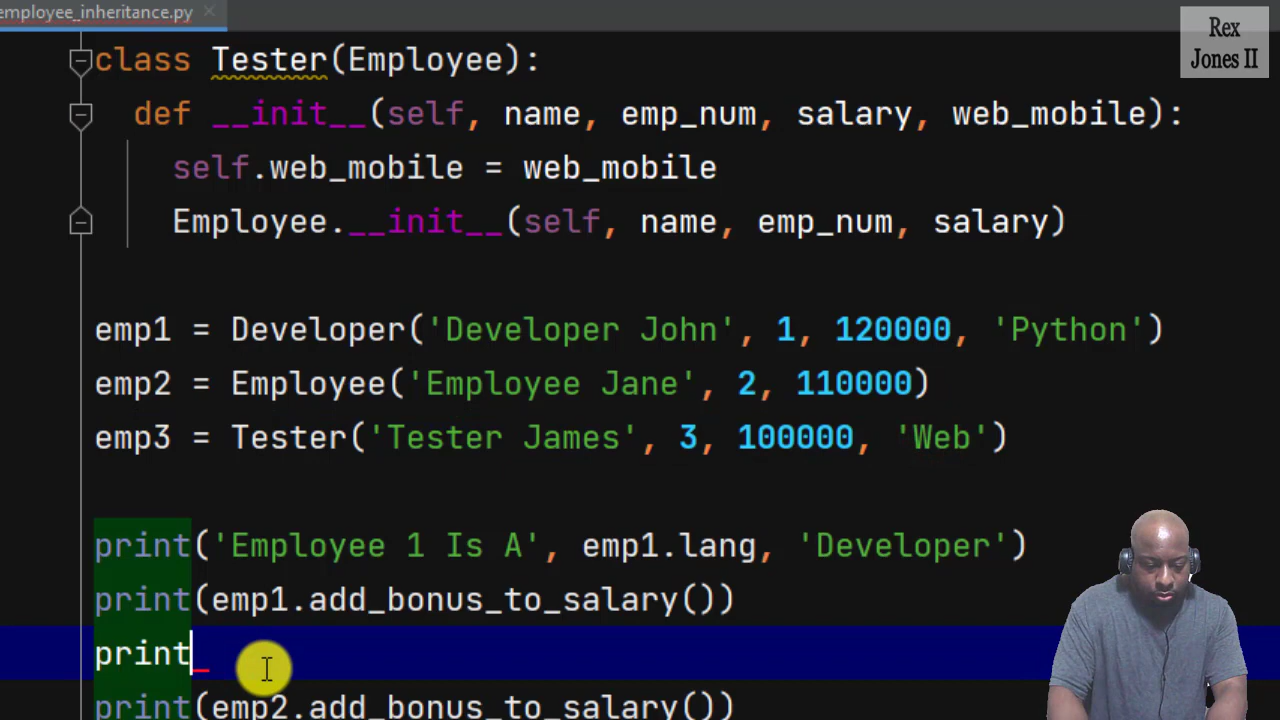 employee_inheritance.py
Rex
Jones II
class Tester(Employee):
def __init__(self, name, emp_num, salary, web_mobile):
self.web_mobile = web_mobile
Employee.__init__(self, name, emp_num, salary)
emp1 = Developer('Developer John', 1, 120000, 'Python')
emp2 = Employee('Employee Jane', 2, 110000)
emp3 = Tester('Tester James', 3, 100000, 'Web')
print('Employee 1 Is A', emp1.lang, 'Developer')
print(emp1.add_bonus_to_salary())
print
print(emp2.add_bonus_to_salary())